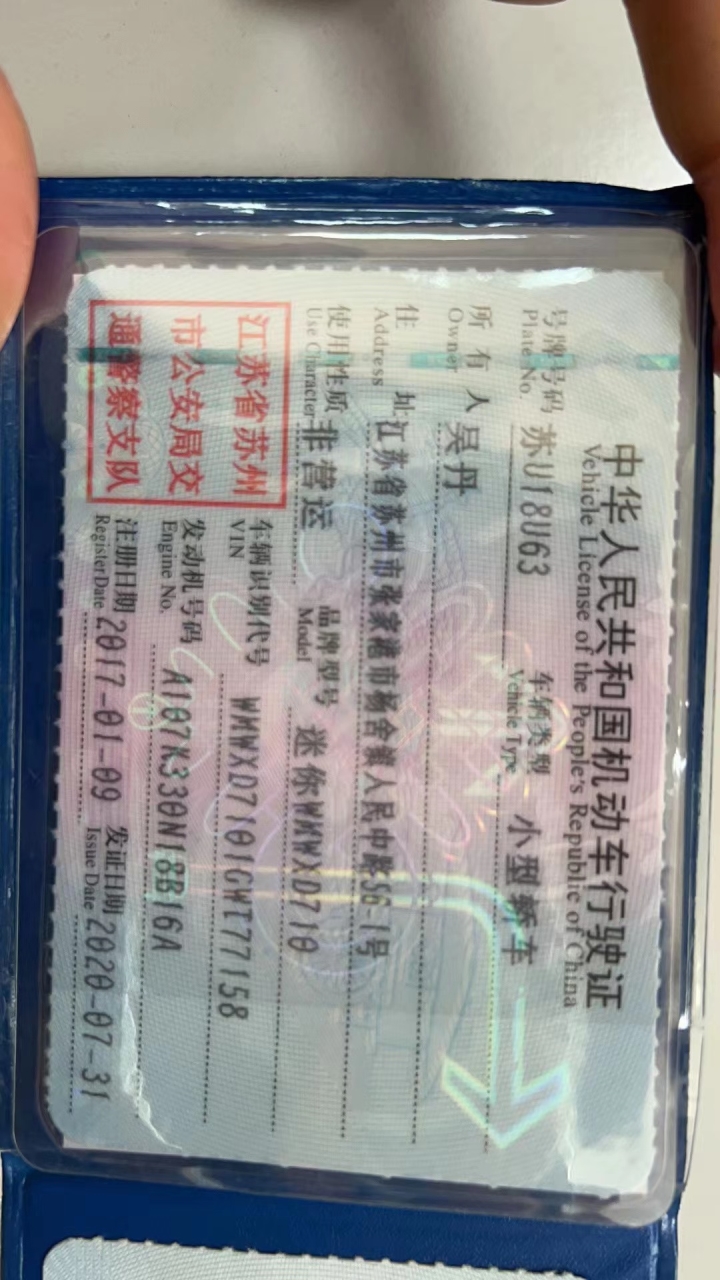 中华人民共和国机动车行驶证
Vehicle License of the People's Republic of China
号牌号码 苏U18U63 车辆类型 小型轿车
Plate No. Vehicle Type
所有人 吴丹
Owner
住址 江苏省苏州市张家港市杨舍镇人民中路56-1号
Address
使用性质 非营运 品牌型号 迷你WMWXD710
Use Character Model
江苏省苏州
市公安局交
通警察支队
车辆识别代号 WMWXD7101GWT77158
VIN
发动机号码 A107K330N18B16A
Engine No.
注册日期 2017-01-09 发证日期 2020-07-31
Register Date Issue Date